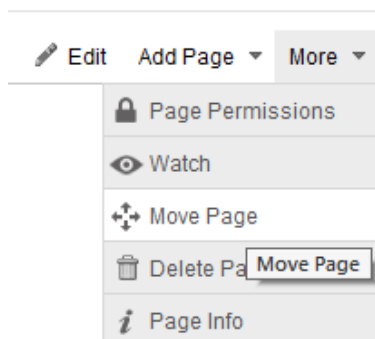 Edit Add Page More
Page Permissions
Watch
Move Page
Delete Pa
Move Page
Page Info